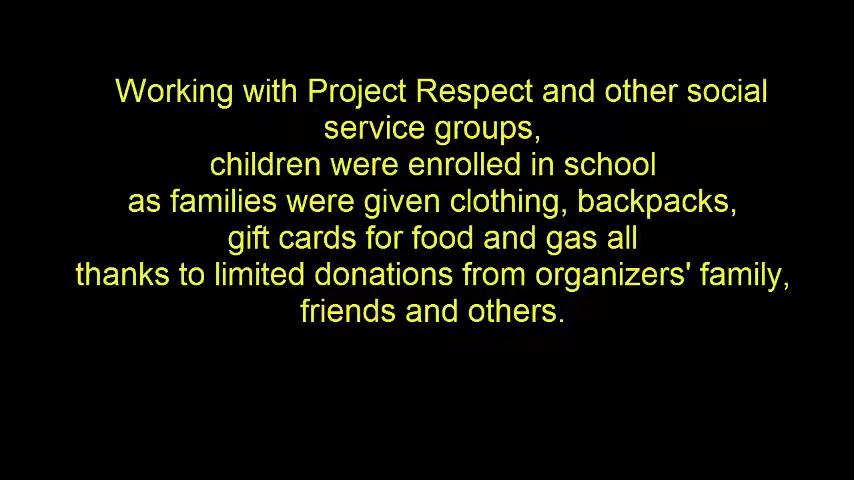 Working with Project Respect and other social
service groups,
children were enrolled in school
as families were given clothing, backpacks,
gift cards for food and gas all
thanks to limited donations from organizers' family,
friends and others.